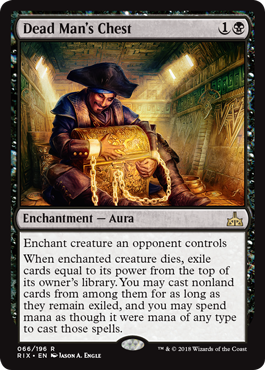 Dead Man's Chest 1
Enchantment — Aura
Enchant creature an opponent controls
When enchanted creature dies, exile
cards equal to its power from the top of
its owner's library. You may cast nonland
cards from among them for as long as
they remain exiled, and you may spend
mana as though it were mana of any type
to cast those spells.
066/196 R
RIX • EN Jason A. Engle
™ & © 2018 Wizards of the Coast